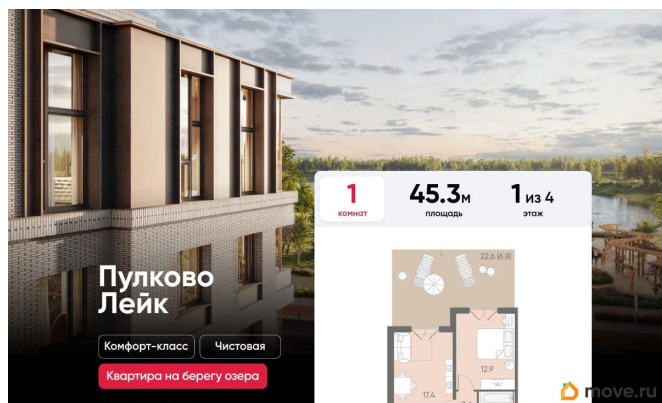 1
комнат
45.3м
площадь
1 из 4
этаж
22.6 (6.8)
Пулково
Лейк
Комфорт-класс
Чистовая
Квартира на берегу озера
12.9
17.4
move.ru